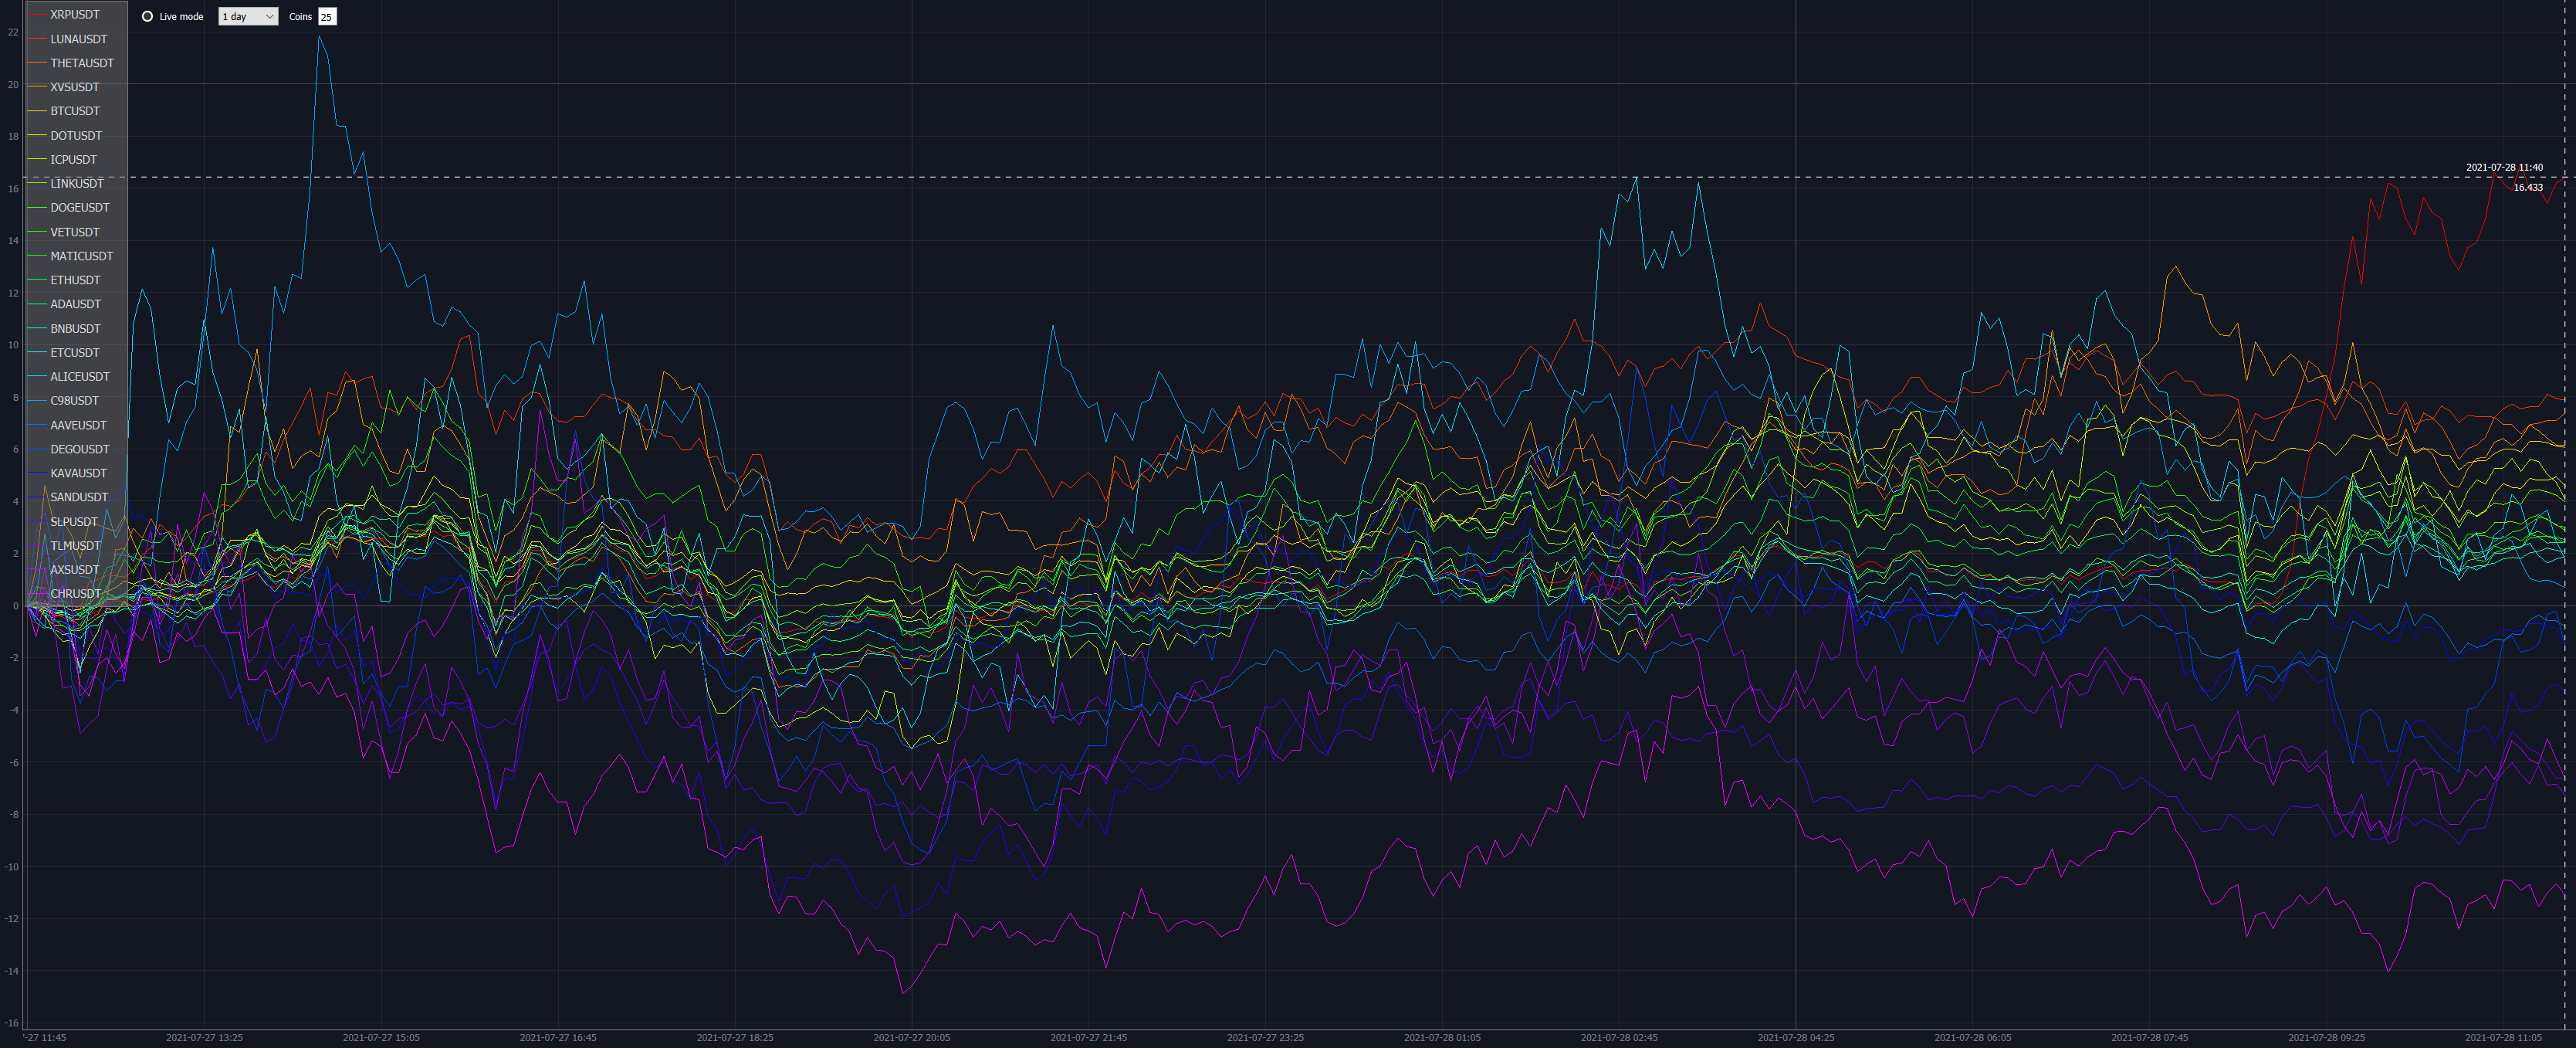 Live mode 1 day Coins 25
XRPUSDT
LUNAUSDT
THETAUSDT
XVSUSDT
BTCUSDT
DOTUSDT
ICPUSDT
LINKUSDT
DOGEUSDT
VETUSDT
MATICUSDT
ETHUSDT
ADAUSDT
BNBUSDT
ETCUSDT
ALICEUSDT
C98USDT
AAVEUSDT
DEGOUSDT
KAVAUSDT
SANDUSDT
SLPUSDT
TLMUSDT
AXSUSDT
CHRUSDT
22
20
18
16
14
12
10
8
6
4
2
0
-2
-4
-6
-8
-10
-12
-14
-16
2021-07-28 11:40
16.433
-27 11:45 2021-07-27 13:25 2021-07-27 15:05 2021-07-27 16:45 2021-07-27 18:25 2021-07-27 20:05 2021-07-27 21:45 2021-07-27 23:25 2021-07-28 01:05 2021-07-28 02:45 2021-07-28 04:25 2021-07-28 06:05 2021-07-28 07:45 2021-07-28 09:25 2021-07-28 11:05